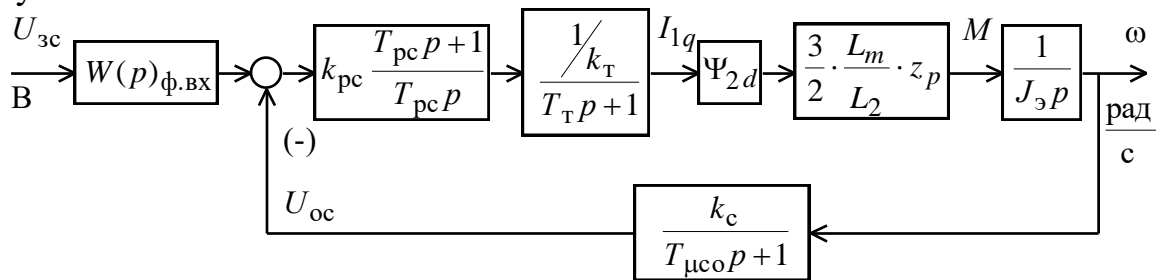 U_зс
В
W(p)_ф.вх
k_рс (T_рс p + 1)/(T_рс p)
(1/k_т)/(T_т p + 1)
I_1q
Ψ_2d
3/2 · L_m/L_2 · z_p
M
1/(J_э p)
ω
рад/с
(-)
U_ос
k_с/(T_μсо p + 1)